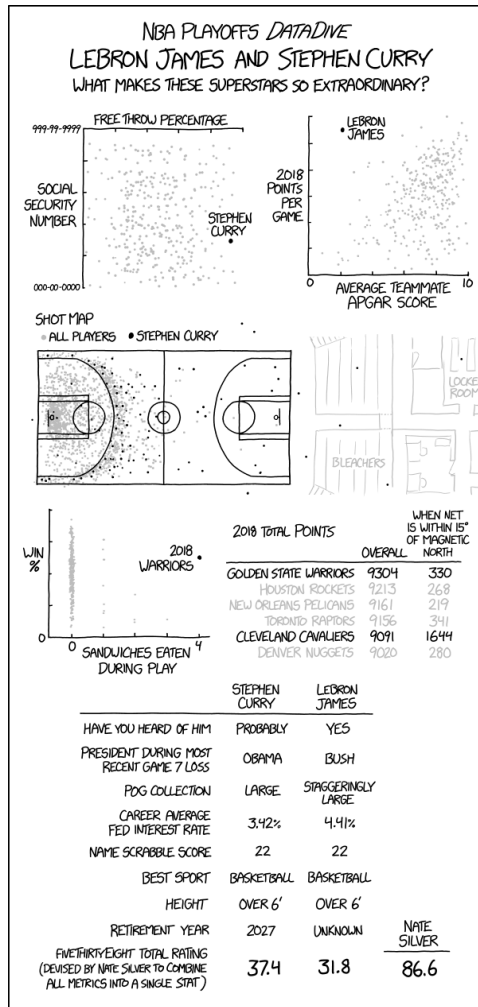 NBA PLAYOFFS DATADIVE
LEBRON JAMES AND STEPHEN CURRY
WHAT MAKES THESE SUPERSTARS SO EXTRAORDINARY?
FREE THROW PERCENTAGE
999-99-9999
SOCIAL
SECURITY
NUMBER
STEPHEN
CURRY
000-00-0000
LEBRON
JAMES
2018
POINTS
PER
GAME
0
10
AVERAGE TEAMMATE
APGAR SCORE
SHOT MAP
ALL PLAYERS
STEPHEN CURRY
LOCKE
ROOM
BLEACHERS
WIN
%
2018
WARRIORS
0
0
4
SANDWICHES EATEN
DURING PLAY
2018 TOTAL POINTS
OVERALL
WHEN NET
IS WITHIN 15°
OF MAGNETIC
NORTH
GOLDEN STATE WARRIORS 9304 330
HOUSTON ROCKETS 9213 268
NEW ORLEANS PELICANS 9161 219
TORONTO RAPTORS 9156 341
CLEVELAND CAVALIERS 9091 1644
DENVER NUGGETS 9020 280
STEPHEN
CURRY
LEBRON
JAMES
HAVE YOU HEARD OF HIM PROBABLY YES
PRESIDENT DURING MOST
RECENT GAME 7 LOSS OBAMA BUSH
POG COLLECTION LARGE STAGGERINGLY
LARGE
CAREER AVERAGE
FED INTEREST RATE 3.42% 4.41%
NAME SCRABBLE SCORE 22 22
BEST SPORT BASKETBALL BASKETBALL
HEIGHT OVER 6' OVER 6'
RETIREMENT YEAR 2027 UNKNOWN
NATE
SILVER
FIVETHIRTYEIGHT TOTAL RATING
(DEVISED BY NATE SILVER TO COMBINE
ALL METRICS INTO A SINGLE STAT) 37.4 31.8 86.6